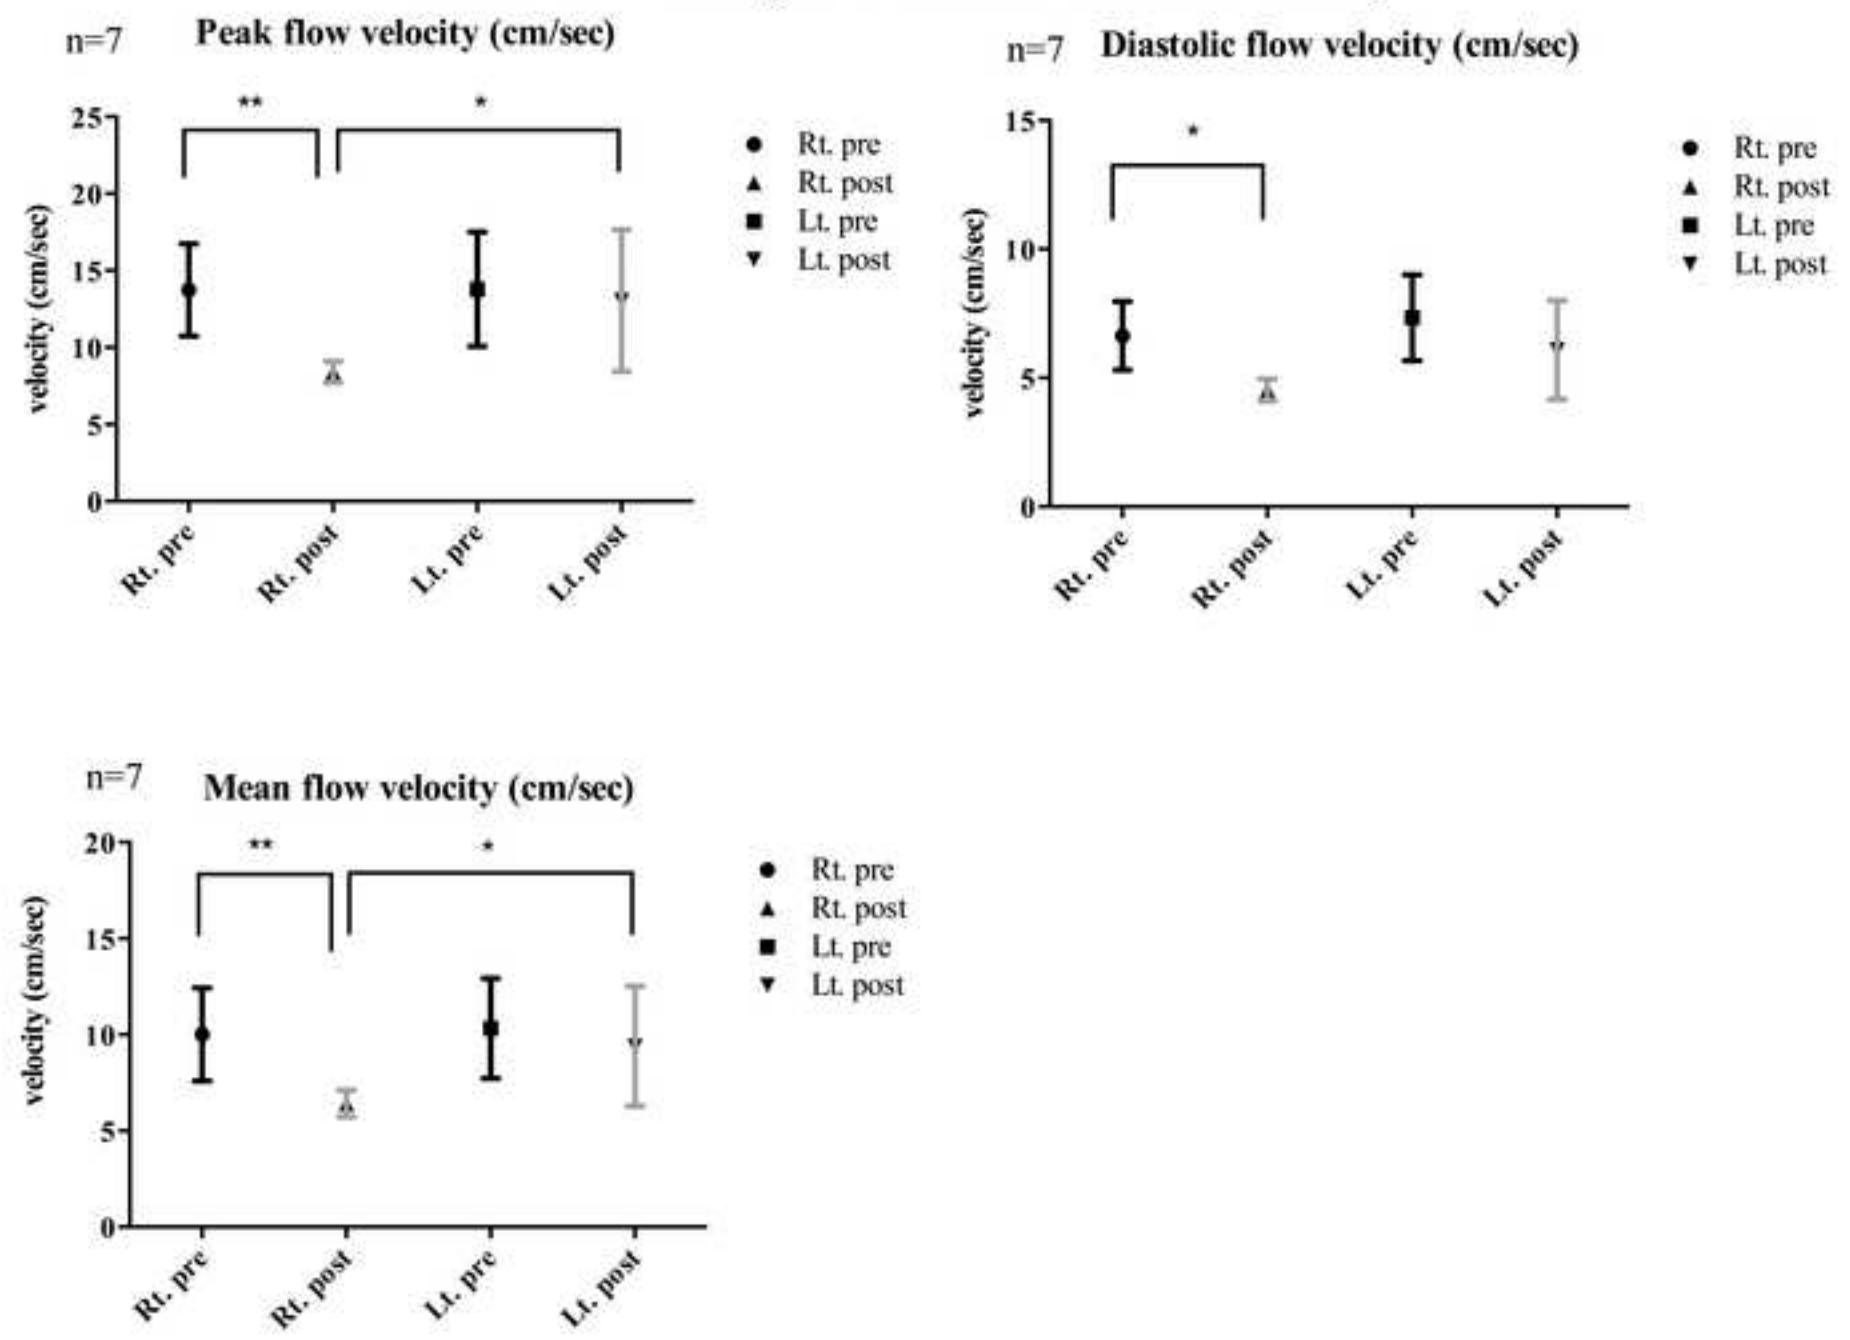 n=7 Peak flow velocity (cm/sec)
** *
25
20
15
10
5
0
velocity (cm/sec)
Rt. pre
Rt. post
Lt. pre
Lt. post
Rt. pre
Rt. post
Lt. pre
Lt. post
n=7 Diastolic flow velocity (cm/sec)
*
15
10
5
0
velocity (cm/sec)
Rt. pre
Rt. post
Lt. pre
Lt. post
Rt. pre
Rt. post
Lt. pre
Lt. post
n=7 Mean flow velocity (cm/sec)
** *
20
15
10
5
0
velocity (cm/sec)
Rt. pre
Rt. post
Lt. pre
Lt. post
Rt. pre
Rt. post
Lt. pre
Lt. post